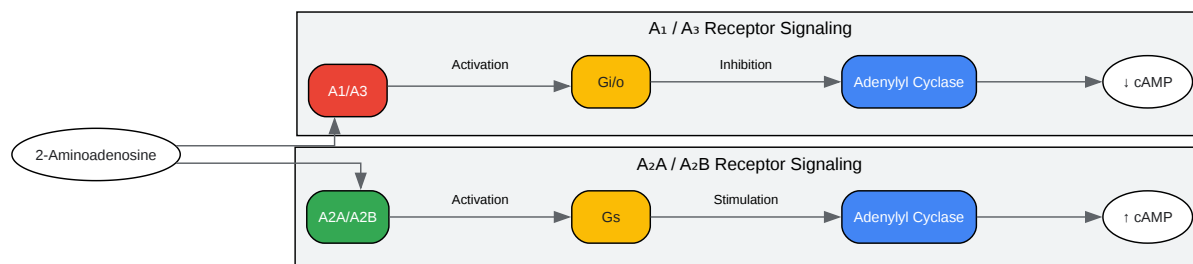 A₁ / A₃ Receptor Signaling
Activation
Inhibition
A1/A3
Gi/o
Adenylyl Cyclase
↓ cAMP
2-Aminoadenosine
A₂A / A₂B Receptor Signaling
Activation
Stimulation
A2A/A2B
Gs
Adenylyl Cyclase
↑ cAMP